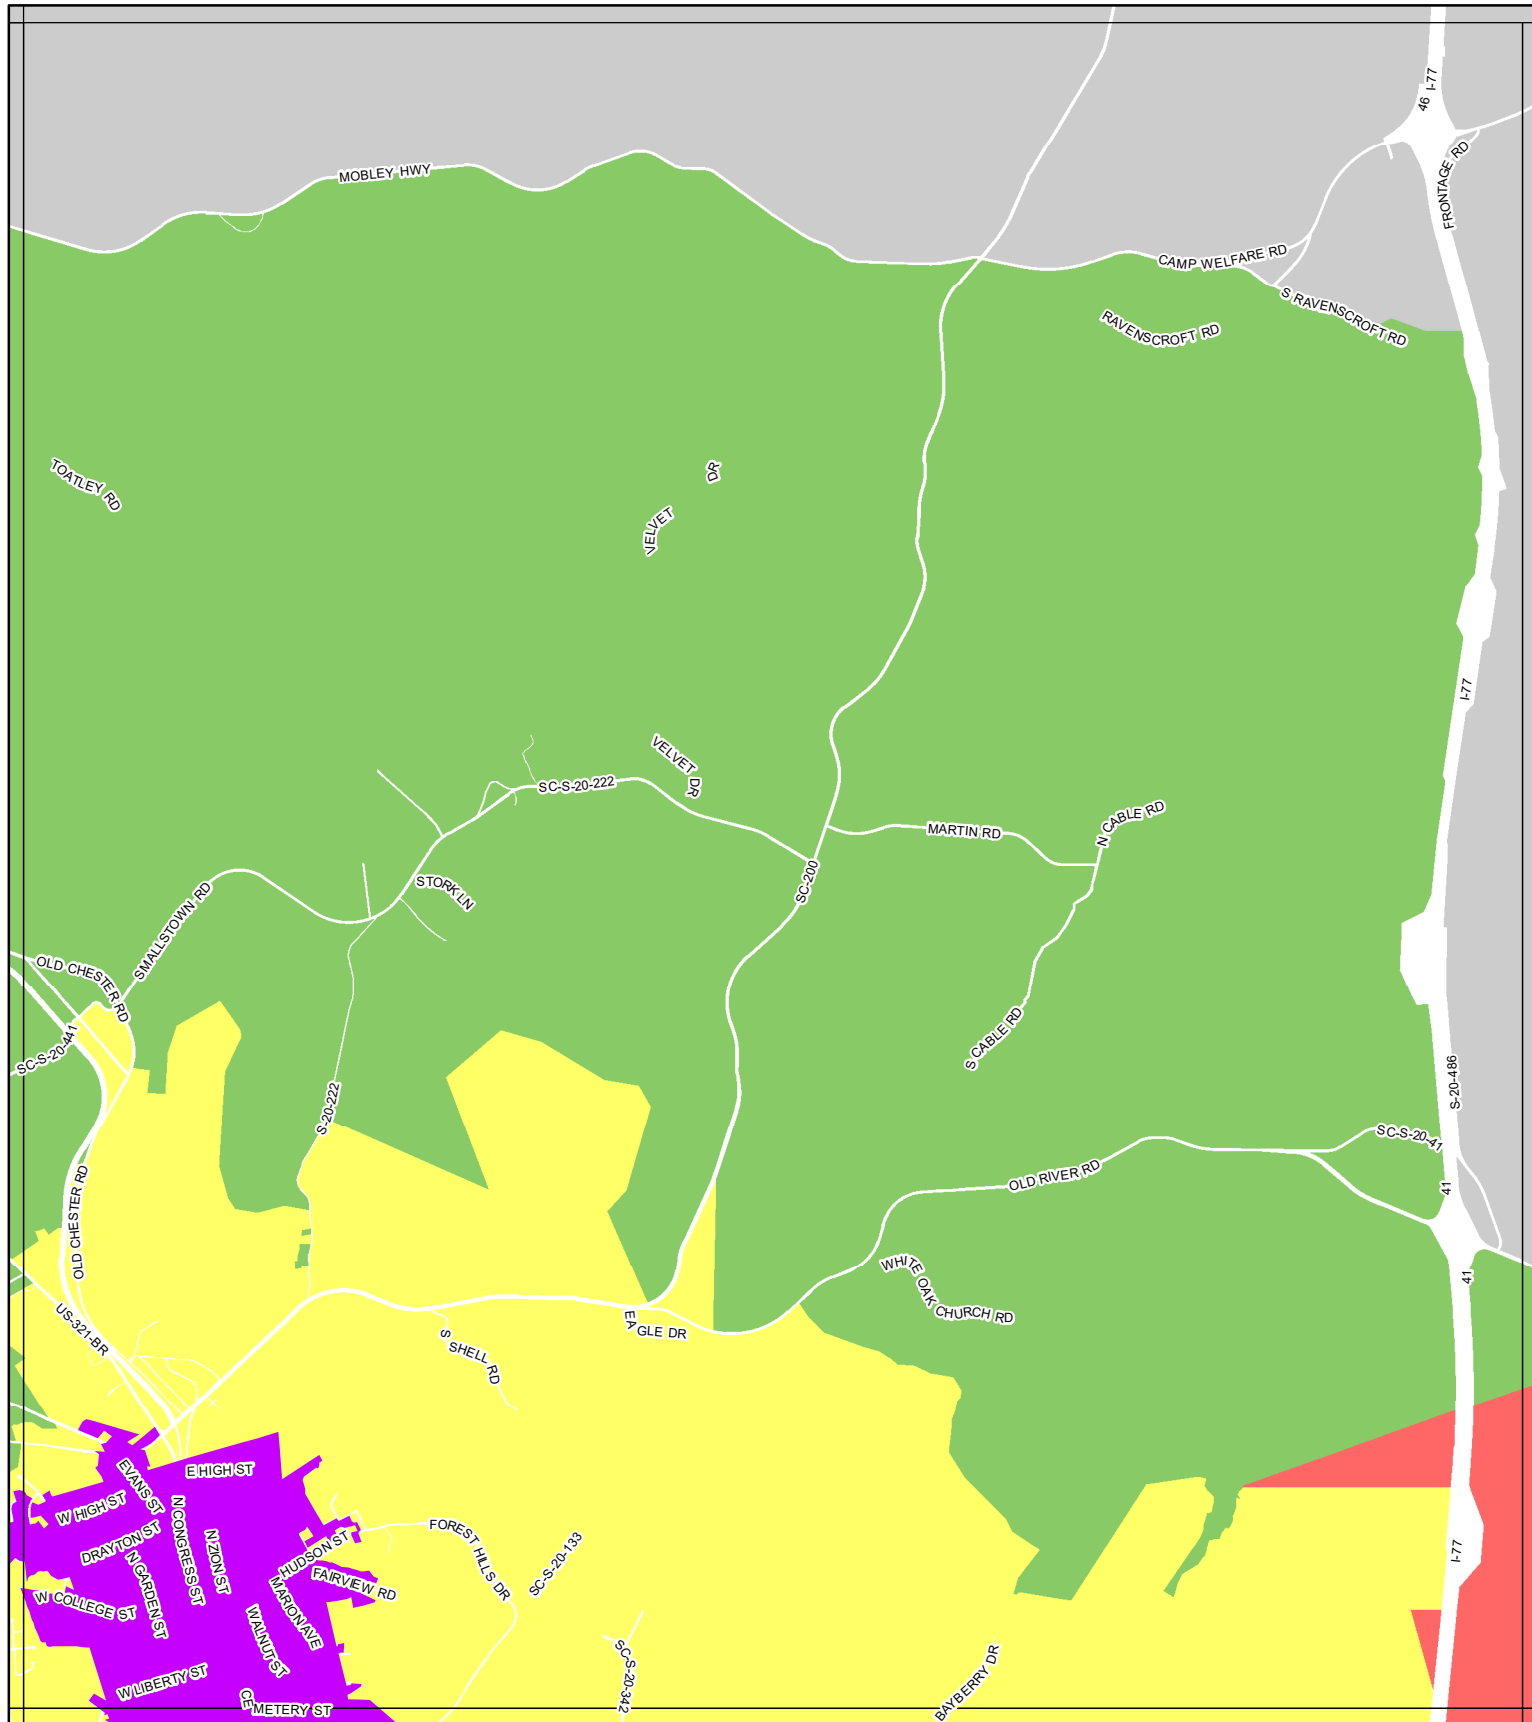 I-77
46
FRONTAGE RD
MOBLEY HWY
CAMP WELFARE RD
S RAVENSCROFT RD
RAVENSCROFT RD
TOATLEY RD
VELVET DR
I-77
VELVET DR
SC-S-20-222
N CABLE RD
MARTIN RD
SC-200
STORK LN
SMALLSTOWN RD
OLD CHESTER RD
SC-S-20-441
S CABLE RD
S-20-486
S-20-222
SC-S-20-41
OLD RIVER RD
41
OLD CHESTER RD
WHITE OAK CHURCH RD
41
US-321-BR
EAGLE DR
S SHELL RD
E HIGH ST
EVANS ST
W HIGH ST
N CONGRESS ST
N ZION ST
DRAYTON ST
N GARDEN ST
HUDSON ST
FAIRVIEW RD
FOREST HILLS DR
SC-S-20-133
I-77
W COLLEGE ST
MARION AVE
WALNUT ST
W LIBERTY ST
CEMETERY ST
SC-S-20-342
BAYBERRY DR